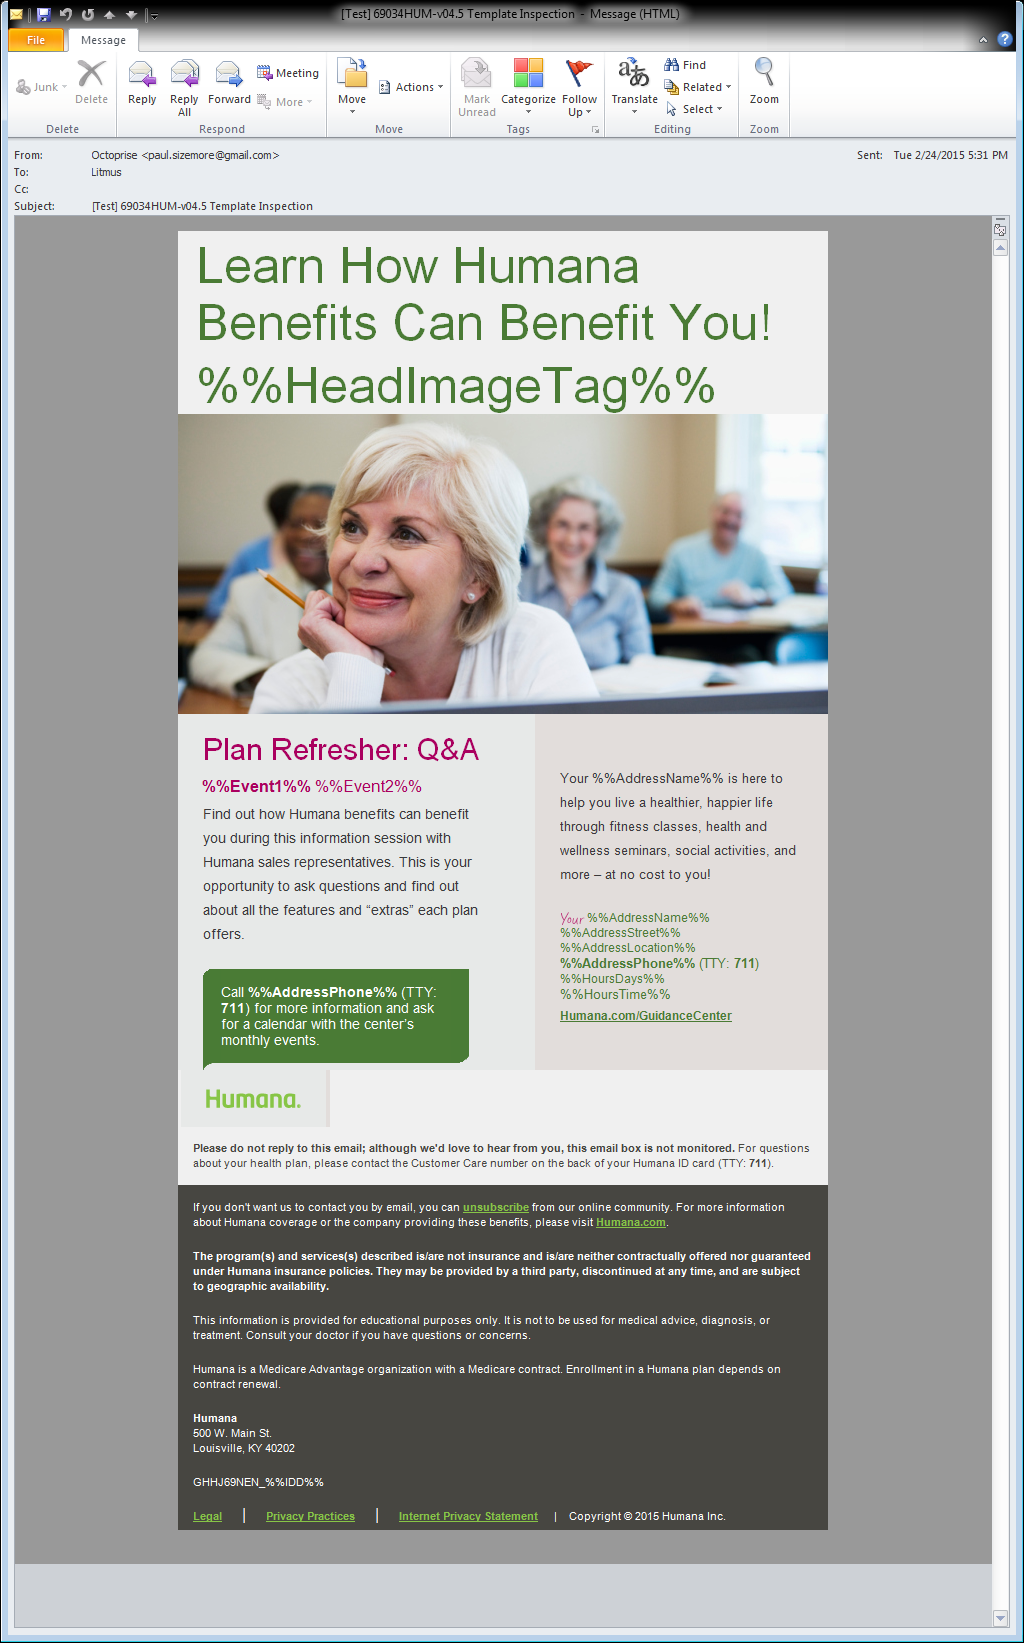 [Test] 69034HUM-v04.5 Template Inspection - Message (HTML)
File Message
Junk Delete Reply Reply All Forward Meeting More Move Actions Mark Unread Categorize Follow Up Translate Find Related Select Zoom
Delete Respond Move Tags Editing Zoom
From: Octoprise <paul.sizemore@gmail.com> Sent: Tue 2/24/2015 5:31 PM
To: Litmus
Cc:
Subject: [Test] 69034HUM-v04.5 Template Inspection
Learn How Humana
Benefits Can Benefit You!
%%HeadImageTag%%
Plan Refresher: Q&A
%%Event1%% %%Event2%%
Find out how Humana benefits can benefit
you during this information session with
Humana sales representatives. This is your
opportunity to ask questions and find out
about all the features and “extras” each plan
offers.
Call %%AddressPhone%% (TTY:
711) for more information and ask
for a calendar with the center’s
monthly events.
Your %%AddressName%% is here to
help you live a healthier, happier life
through fitness classes, health and
wellness seminars, social activities, and
more – at no cost to you!
Your %%AddressName%%
%%AddressStreet%%
%%AddressLocation%%
%%AddressPhone%% (TTY: 711)
%%HoursDays%%
%%HoursTime%%
Humana.com/GuidanceCenter
Humana.
Please do not reply to this email; although we'd love to hear from you, this email box is not monitored. For questions
about your health plan, please contact the Customer Care number on the back of your Humana ID card (TTY: 711).
If you don't want us to contact you by email, you can unsubscribe from our online community. For more information
about Humana coverage or the company providing these benefits, please visit Humana.com.
The program(s) and services(s) described is/are not insurance and is/are neither contractually offered nor guaranteed
under Humana insurance policies. They may be provided by a third party, discontinued at any time, and are subject
to geographic availability.
This information is provided for educational purposes only. It is not to be used for medical advice, diagnosis, or
treatment. Consult your doctor if you have questions or concerns.
Humana is a Medicare Advantage organization with a Medicare contract. Enrollment in a Humana plan depends on
contract renewal.
Humana
500 W. Main St.
Louisville, KY 40202
GHHJ69NEN_%%IDD%%
Legal | Privacy Practices | Internet Privacy Statement | Copyright © 2015 Humana Inc.